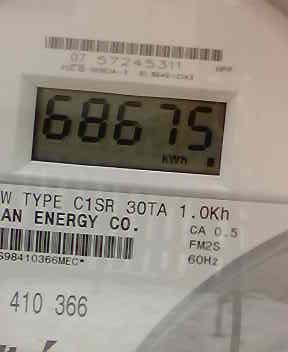 07 57245311
68675
kWh
W TYPE C1SR 30TA 1.0Kh
AN ENERGY CO.
CA 0.5
FM2S
60Hz
S98410366MEC*
410 366